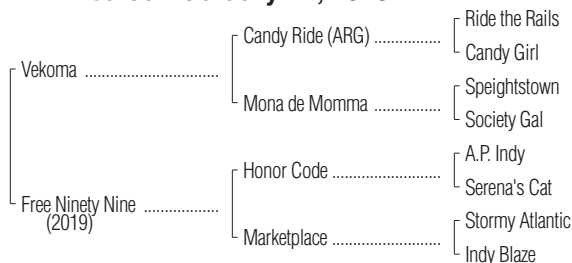 Ride the Rails
Candy Ride (ARG) ................
Candy Girl
Vekoma ................................
Speightstown
Mona de Momma ................
Society Gal
A.P. Indy
Honor Code ..........................
Serena's Cat
Free Ninety Nine ..................
(2019)
Stormy Atlantic
Marketplace ..........................
Indy Blaze